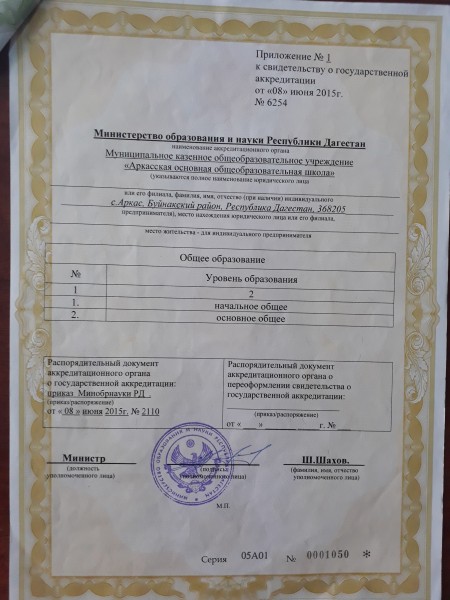 Приложение № 1
к свидетельству о государственной
аккредитации
от «08» июня 2015г.
№ 6254
Министерство образования и науки Республики Дагестан
наименование аккредитационного органа
Муниципальное казенное общеобразовательное учреждение
«Аркасская основная общеобразовательная школа»
(указываются полное наименование юридического лица
или его филиала, фамилия, имя, отчество (при наличии) индивидуального
с.Аркас, Буйнакский район, Республика Дагестан, 368205
предпринимателя), место нахождения юридического лица или его филиала,
место жительства - для индивидуального предпринимателя
Общее образование
№ Уровень образования
1 2
1. начальное общее
2. основное общее
Распорядительный документ
аккредитационного органа
о государственной аккредитации:
приказ Минобрнауки РД .
(приказ/распоряжение)
от « 08 » июня 2015г. № 2110
Распорядительный документ
аккредитационного органа о
переоформлении свидетельства о
государственной аккредитации:
(приказ/распоряжение)
от «___» г. № ___
Министр
(должность
уполномоченного лица)
(подпись
уполномоченного лица)
Ш.Шахов.
(фамилия, имя, отчество
уполномоченного лица)
М.П.
Серия 05А01 № 0001050 *